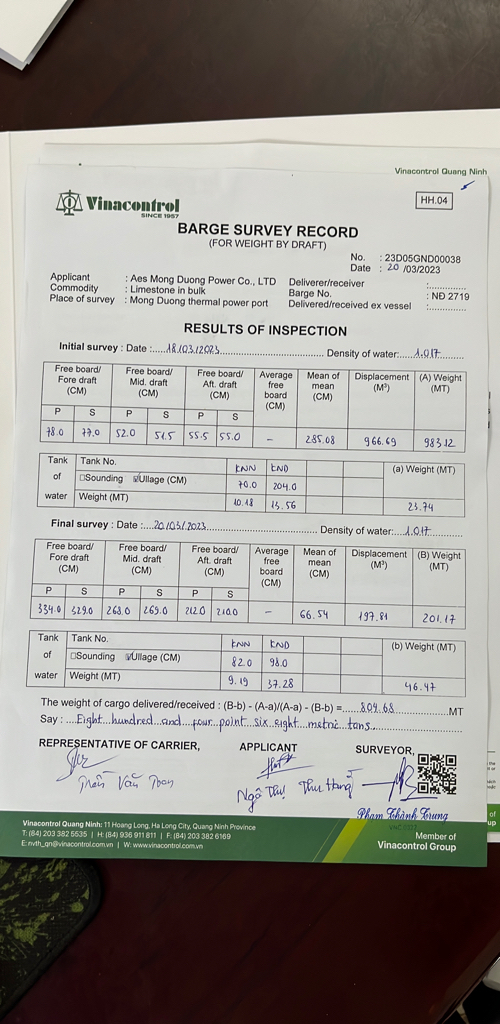 Vinacontrol Quang Ninh
HH.04
Vinacontrol
SINCE 1957
BARGE SURVEY RECORD
(FOR WEIGHT BY DRAFT)
No. : 23D05GND00038
Date : 20 /03/2023
Applicant : Aes Mong Duong Power Co., LTD Deliverer/receiver :..............
Commodity : Limestone in bulk Barge No. : NĐ 2719
Place of survey : Mong Duong thermal power port Delivered/received ex vessel :..............
RESULTS OF INSPECTION
Initial survey : Date :.....18/03/2023..... Density of water:....1.017.........
Free board/ Fore draft (CM) Free board/ Mid. draft (CM) Free board/ Aft. draft (CM) Average free board (CM) Mean of mean (CM) Displacement (M³) (A) Weight (MT)
P S P S P S
78.0 77.0 52.0 51.5 55.5 55.0 - 285.08 966.69 983.12
Tank of water Tank No. KNN KND (a) Weight (MT)
□Sounding ☑Ullage (CM) 70.0 204.0
Weight (MT) 10.18 13.56 23.74
Final survey : Date :....20/03/2023..... Density of water:...1.017.........
Free board/ Fore draft (CM) Free board/ Mid. draft (CM) Free board/ Aft. draft (CM) Average free board (CM) Mean of mean (CM) Displacement (M³) (B) Weight (MT)
P S P S P S
334.0 329.0 268.0 269.0 212.0 210.0 - 66.54 197.81 201.17
Tank of water Tank No. KNN KND (b) Weight (MT)
□Sounding ☑Ullage (CM) 82.0 98.0
Weight (MT) 9.19 37.28 46.47
The weight of cargo delivered/received : (B-b) - (A-a)/(A-a) - (B-b) =......804.68..........MT
Say :....Eight hundred and four point six eight metric tons.....
REPRESENTATIVE OF CARRIER, APPLICANT SURVEYOR,
Trần Văn Toan Ngô Thị Thu Hằng
Phạm Thành Trung
Vinacontrol Quang Ninh: 11 Hoang Long, Ha Long City, Quang Ninh Province
T: (84) 203 382 5535 | H: (84) 936 911 811 | F: (84) 203 382 6169
E: nvth_qn@vinacontrol.com.vn | W: www.vinacontrol.com.vn
Member of
Vinacontrol Group